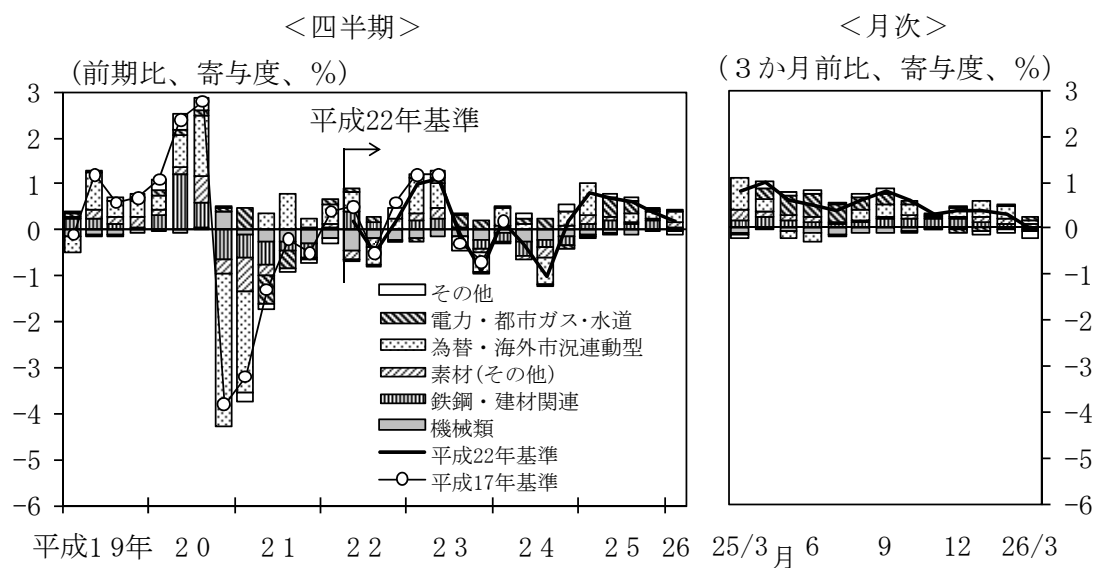 ＜四半期＞
(前期比、寄与度、％)
3
2
1
0
−1
−2
−3
−4
−5
−6
平成22年基準
その他
電力・都市ガス・水道
為替・海外市況連動型
素材(その他)
鉄鋼・建材関連
機械類
平成22年基準
平成17年基準
平成19年 20 21 22 23 24 25 26
＜月次＞
(３か月前比、寄与度、％)
3
2
1
0
−1
−2
−3
−4
−5
−6
25/3月 6 9 12 26/3